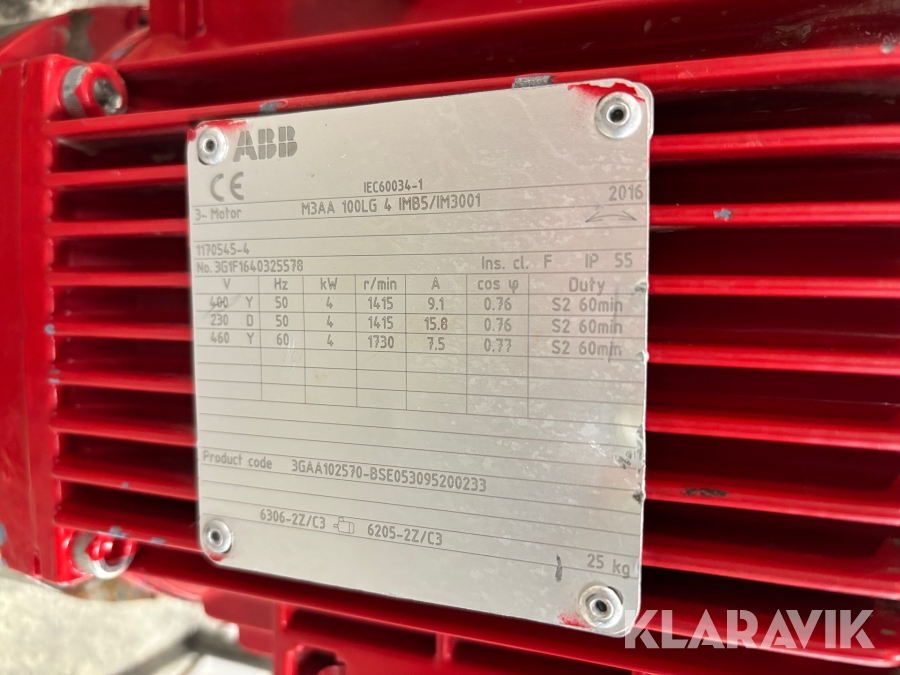 ABB
CE
IEC60034-1
3~ Motor M3AA 100LG 4 IMB5/IM3001 2016
1170545-4
No. 3G1F1640325578 Ins. cl. F IP 55
V Hz kW r/min A cos φ Duty
400 Y 50 4 1415 9.1 0.76 S2 60min
230 D 50 4 1415 15.8 0.76 S2 60min
460 Y 60 4 1730 7.5 0.77 S2 60min
Product code 3GAA102570-BSE053095200233
6306-2Z/C3 6205-2Z/C3
25 kg
KLARAVIK